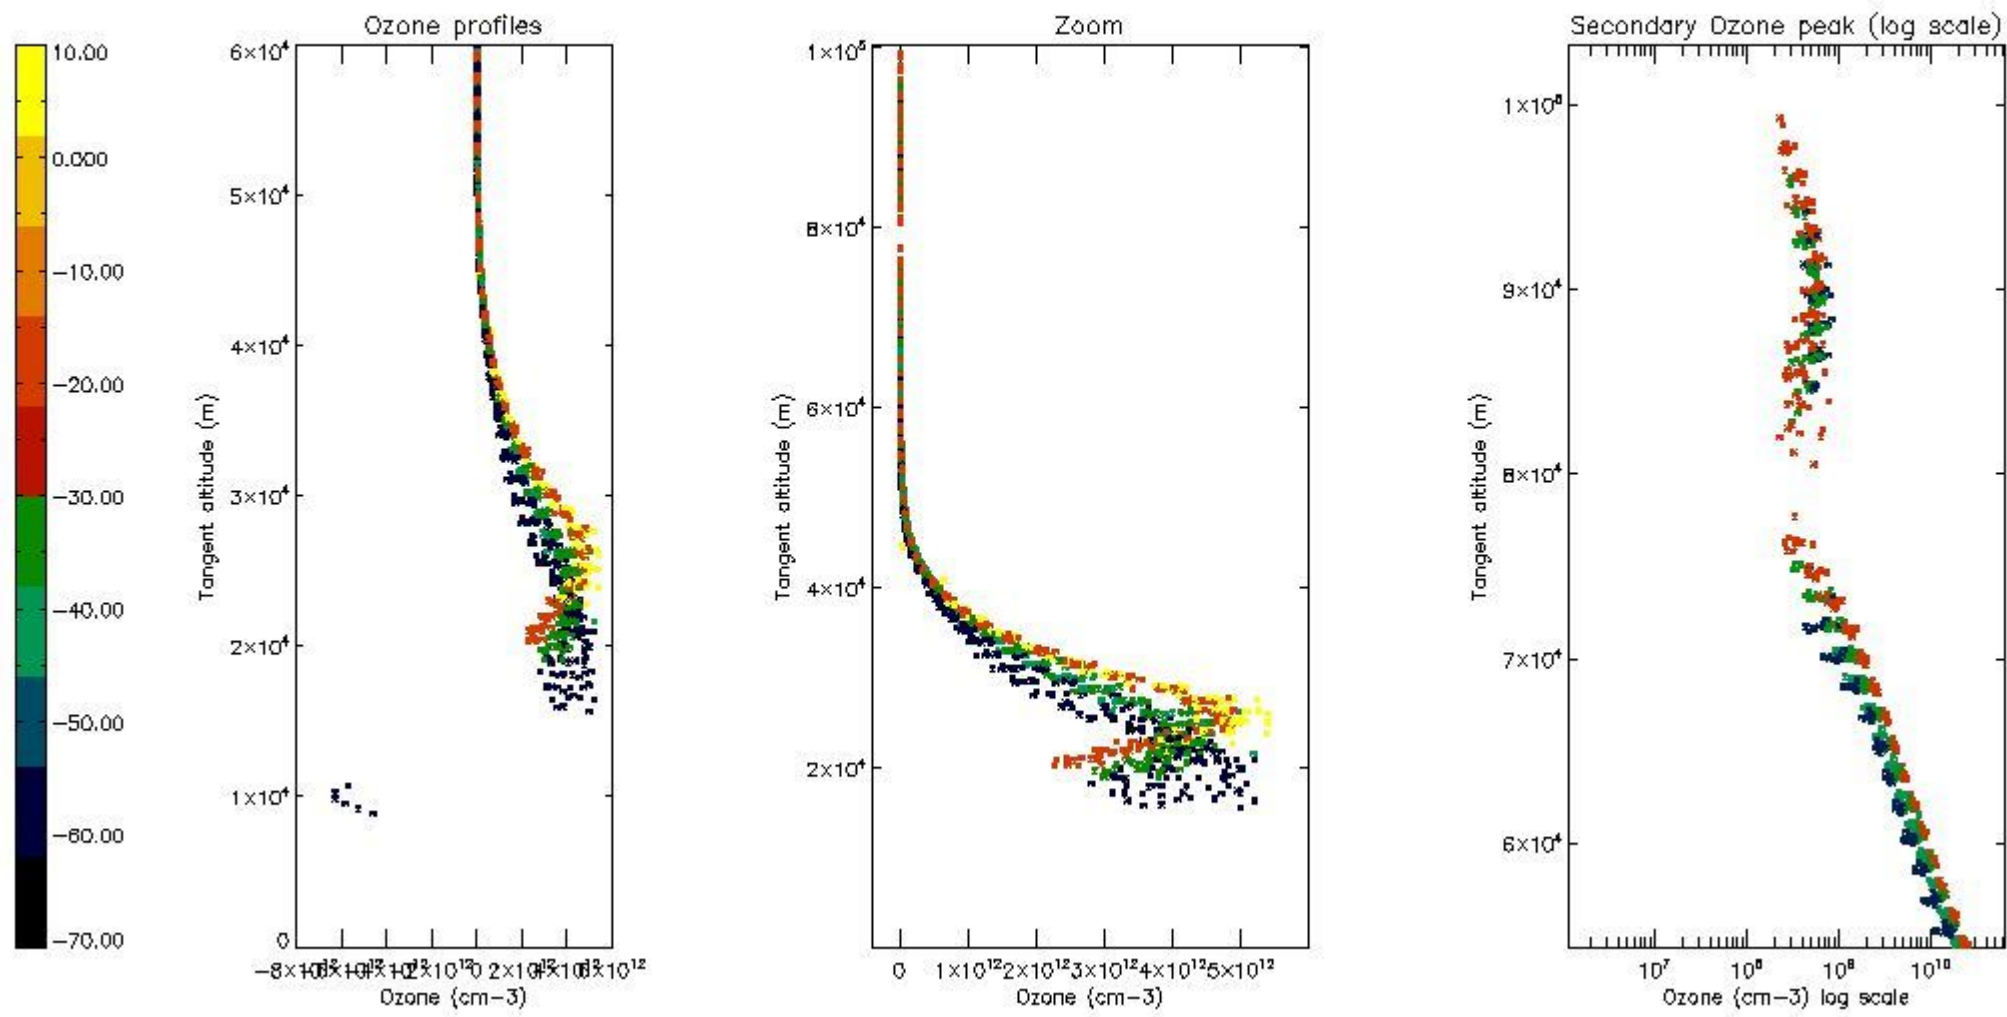 Ozone profiles
Zoom
Secondary Ozone peak (log scale)
10.00
0.000
−10.00
−20.00
−30.00
−40.00
−50.00
−60.00
−70.00
6×10⁴
5×10⁴
4×10⁴
3×10⁴
2×10⁴
1×10⁴
0
Tangent altitude (m)
0
Ozone (cm−3)
1×10⁵
8×10⁴
6×10⁴
4×10⁴
2×10⁴
Tangent altitude (m)
0 1×10¹² 2×10¹² 3×10¹² 4×10¹² 5×10¹²
Ozone (cm−3)
9×10⁴
8×10⁴
7×10⁴
6×10⁴
Tangent altitude (m)
10⁷ 10⁸ 10⁹ 10¹⁰
Ozone (cm−3) log scale